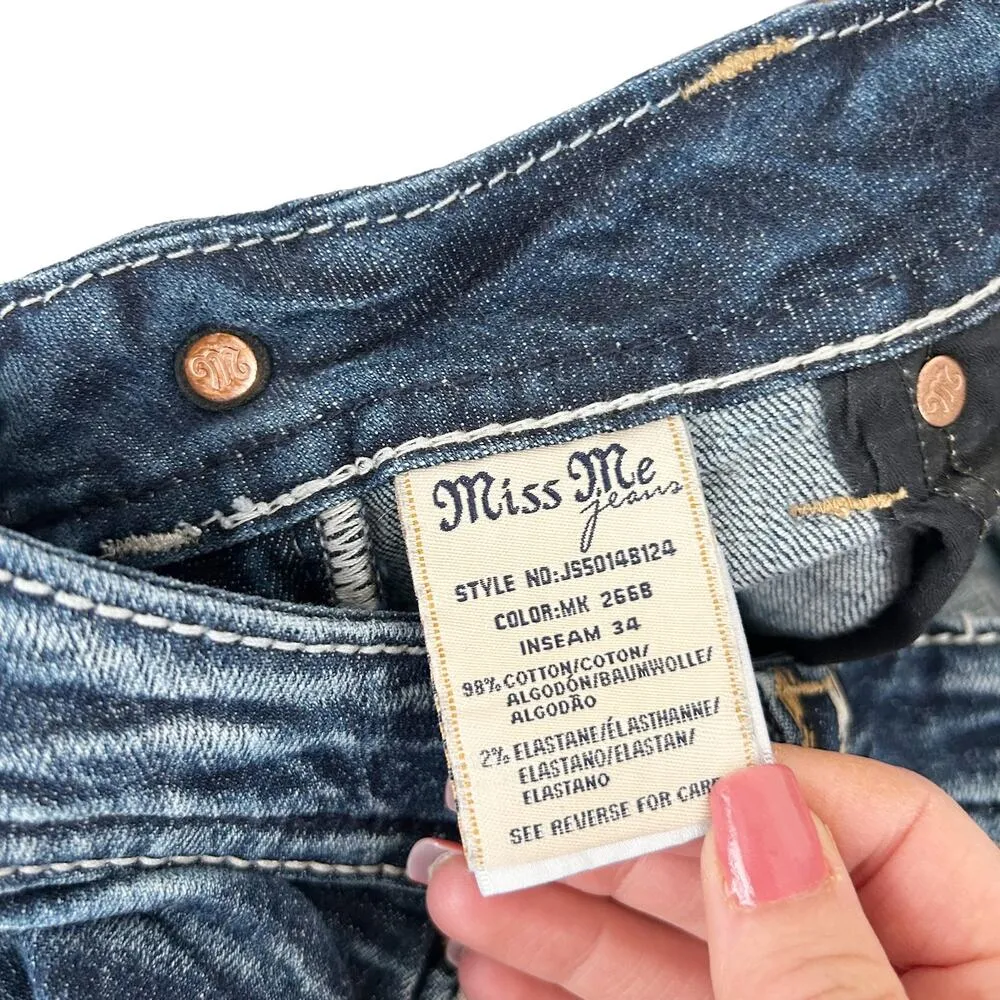 Miss Me
jeans
STYLE NO:JS5014B124
COLOR:MK 266B
INSEAM 34
98% COTTON/COTON/
ALGODÓN/BAUMWOLLE/
ALGODÃO
2% ELASTANE/ÉLASTHANNE/
ELASTANO/ELASTAN/
ELASTANO
SEE REVERSE FOR CARE
M
M